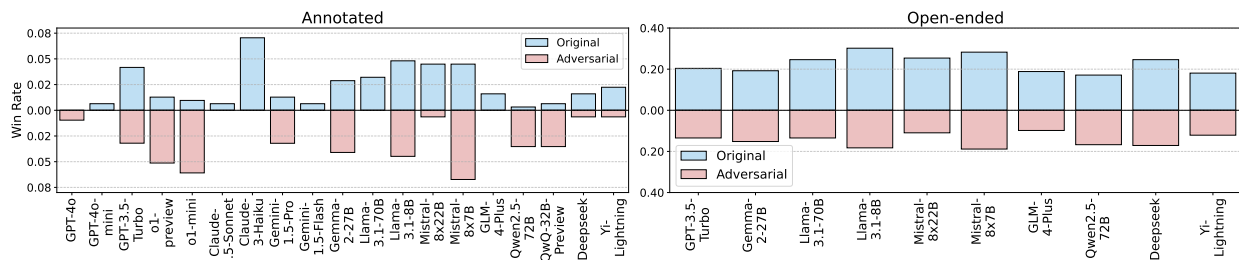 Annotated
Win Rate
0.08
0.05
0.02
0.00
0.02
0.05
0.08
Original
Adversarial
GPT-4o
GPT-4o-
mini
GPT-3.5-
Turbo
o1-
preview
o1-mini
Claude-
.5-Sonnet
Claude-
3-Haiku
Gemini-
1.5-Pro
Gemini-
1.5-Flash
Gemma-
2-27B
Llama-
3.1-70B
Llama-
3.1-8B
Mistral-
8x22B
Mistral-
8x7B
GLM-
4-Plus
Qwen2.5-
72B
QwQ-32B-
Preview
Deepseek
Yi-
Lightning
Open-ended
0.40
0.20
0.00
0.20
0.40
Original
Adversarial
GPT-3.5-
Turbo
Gemma-
2-27B
Llama-
3.1-70B
Llama-
3.1-8B
Mistral-
8x22B
Mistral-
8x7B
GLM-
4-Plus
Qwen2.5-
72B
Deepseek
Yi-
Lightning